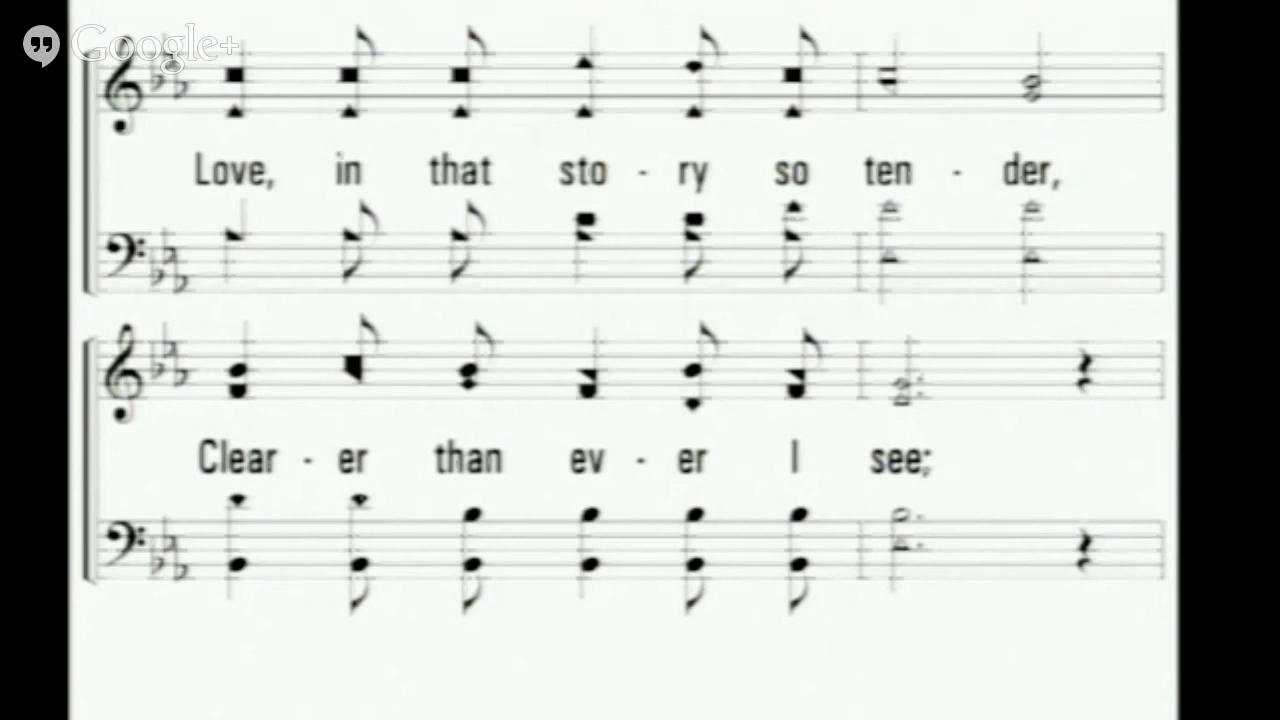 Google+
Love, in that sto - ry so ten - der,
Clear - er than ev - er I see;